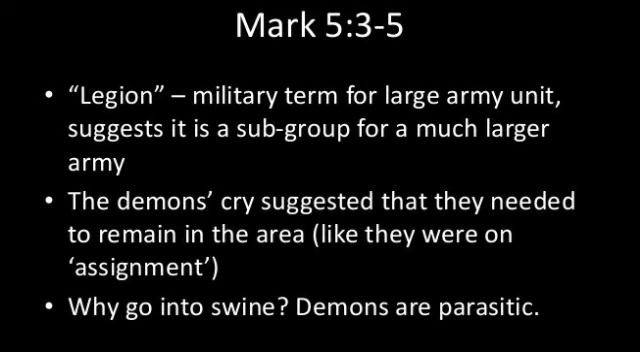 Mark 5:3-5
• “Legion” – military term for large army unit,
suggests it is a sub-group for a much larger
army
• The demons’ cry suggested that they needed
to remain in the area (like they were on
‘assignment’)
• Why go into swine? Demons are parasitic.